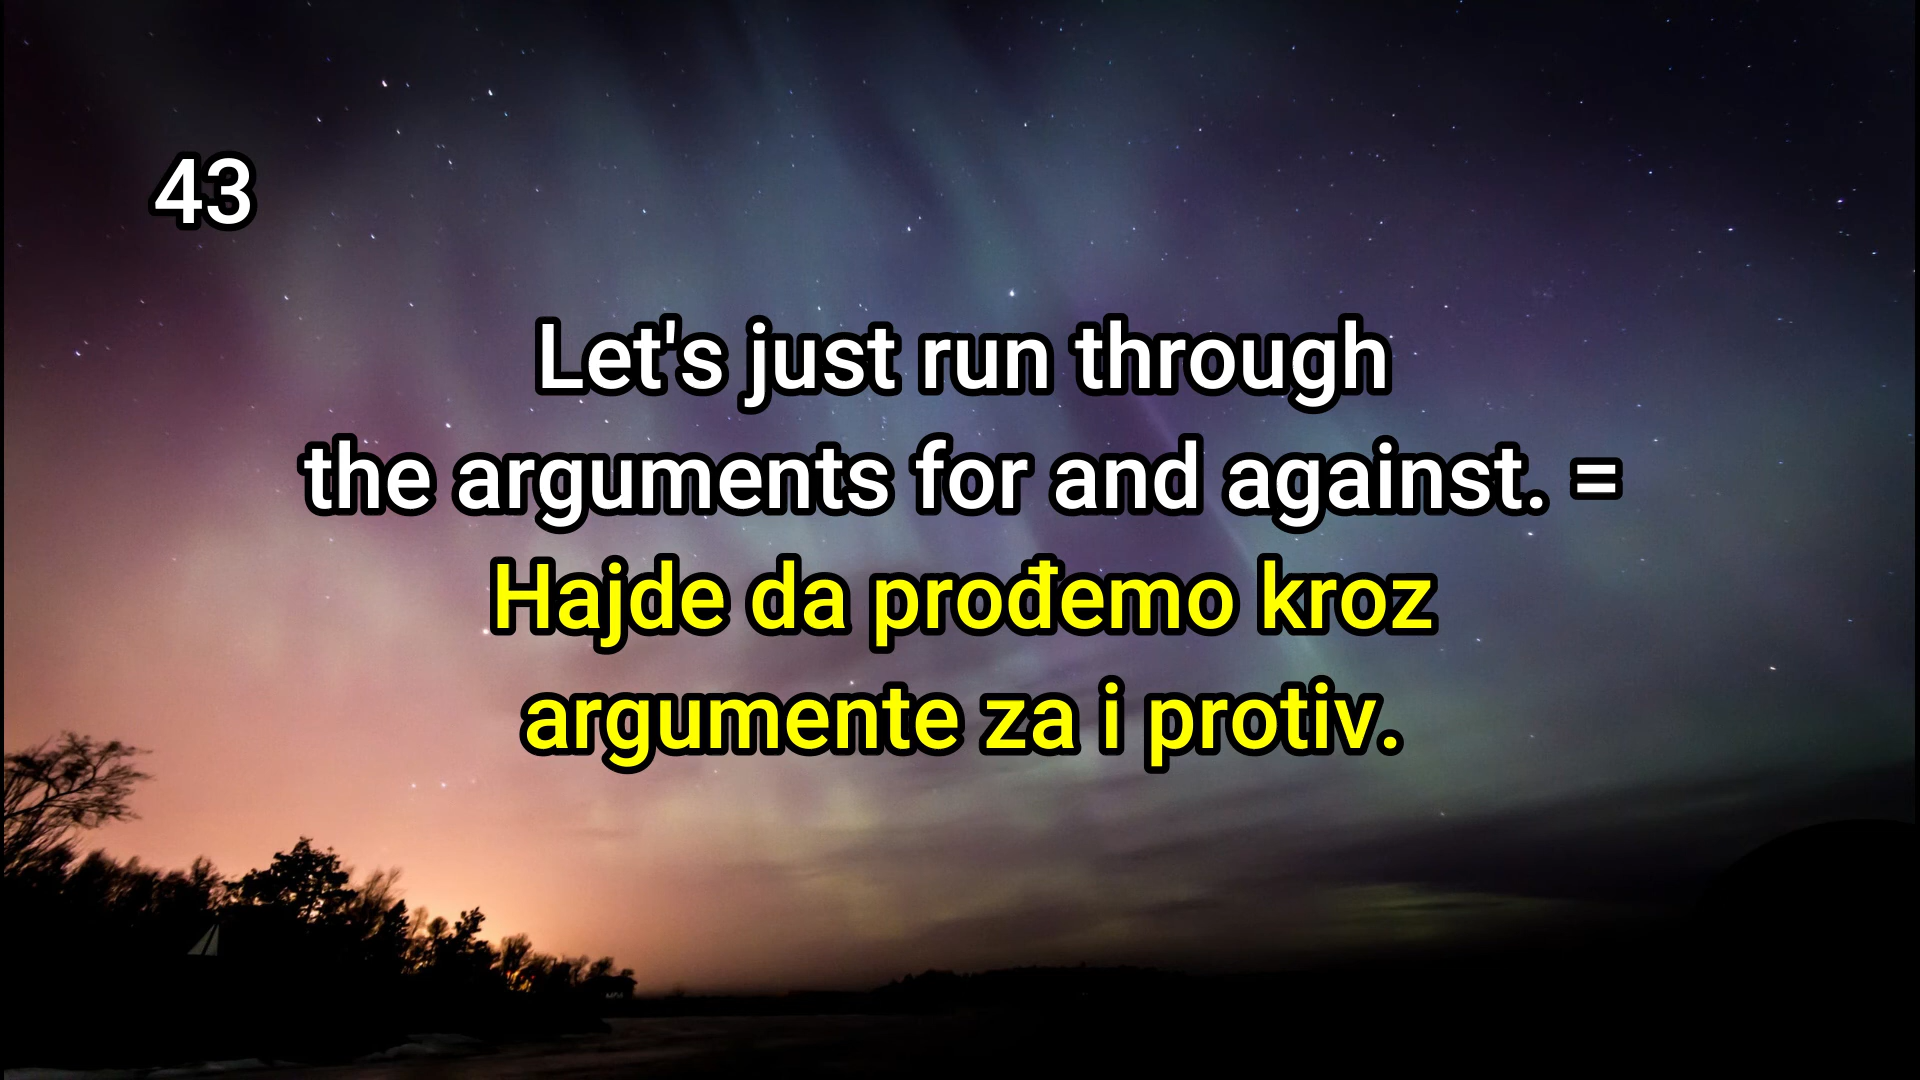 43
Let's just run through
the arguments for and against. =
Hajde da prođemo kroz
argumente za i protiv.